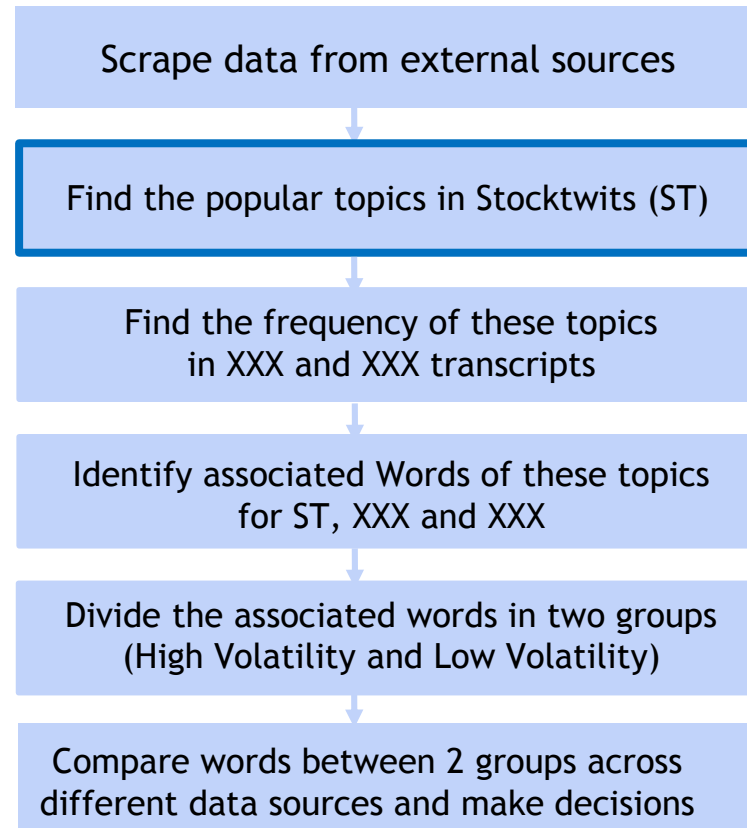 Scrape data from external sources
Find the popular topics in Stocktwits (ST)
Find the frequency of these topics
in XXX and XXX transcripts
Identify associated Words of these topics
for ST, XXX and XXX
Divide the associated words in two groups
(High Volatility and Low Volatility)
Compare words between 2 groups across
different data sources and make decisions